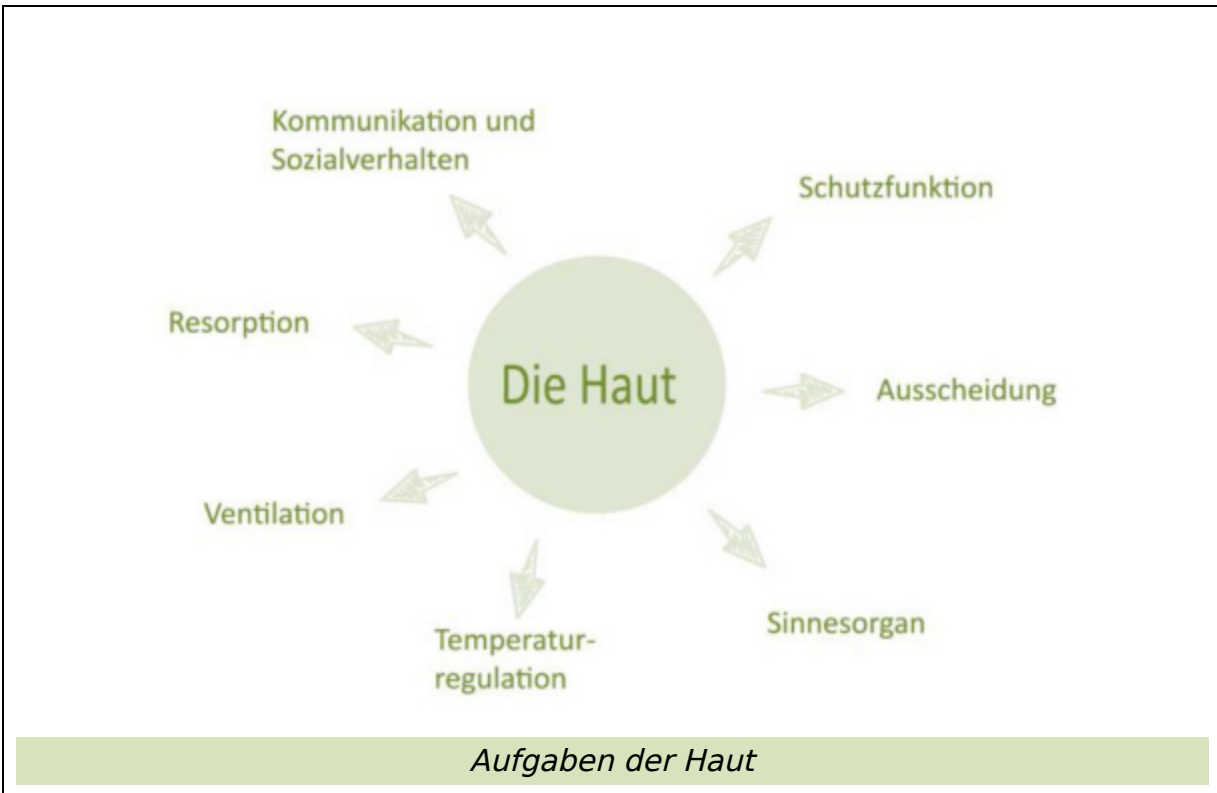 Kommunikation und
Sozialverhalten
Schutzfunktion
Resorption
Die Haut
Ausscheidung
Ventilation
Sinnesorgan
Temperatur-
regulation
Aufgaben der Haut